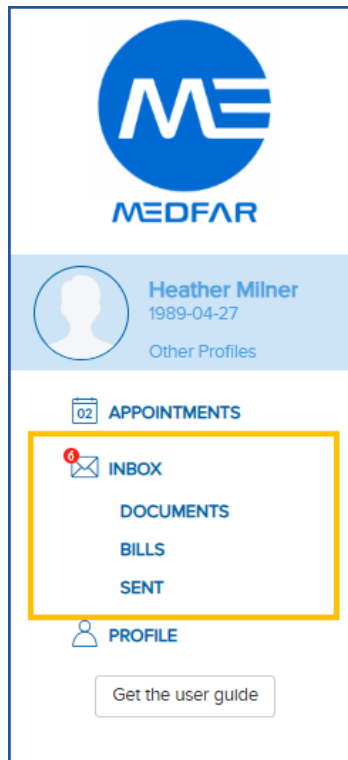 ME
MEDFAR
Heather Milner
1989-04-27
Other Profiles
02 APPOINTMENTS
6 INBOX
DOCUMENTS
BILLS
SENT
PROFILE
Get the user guide